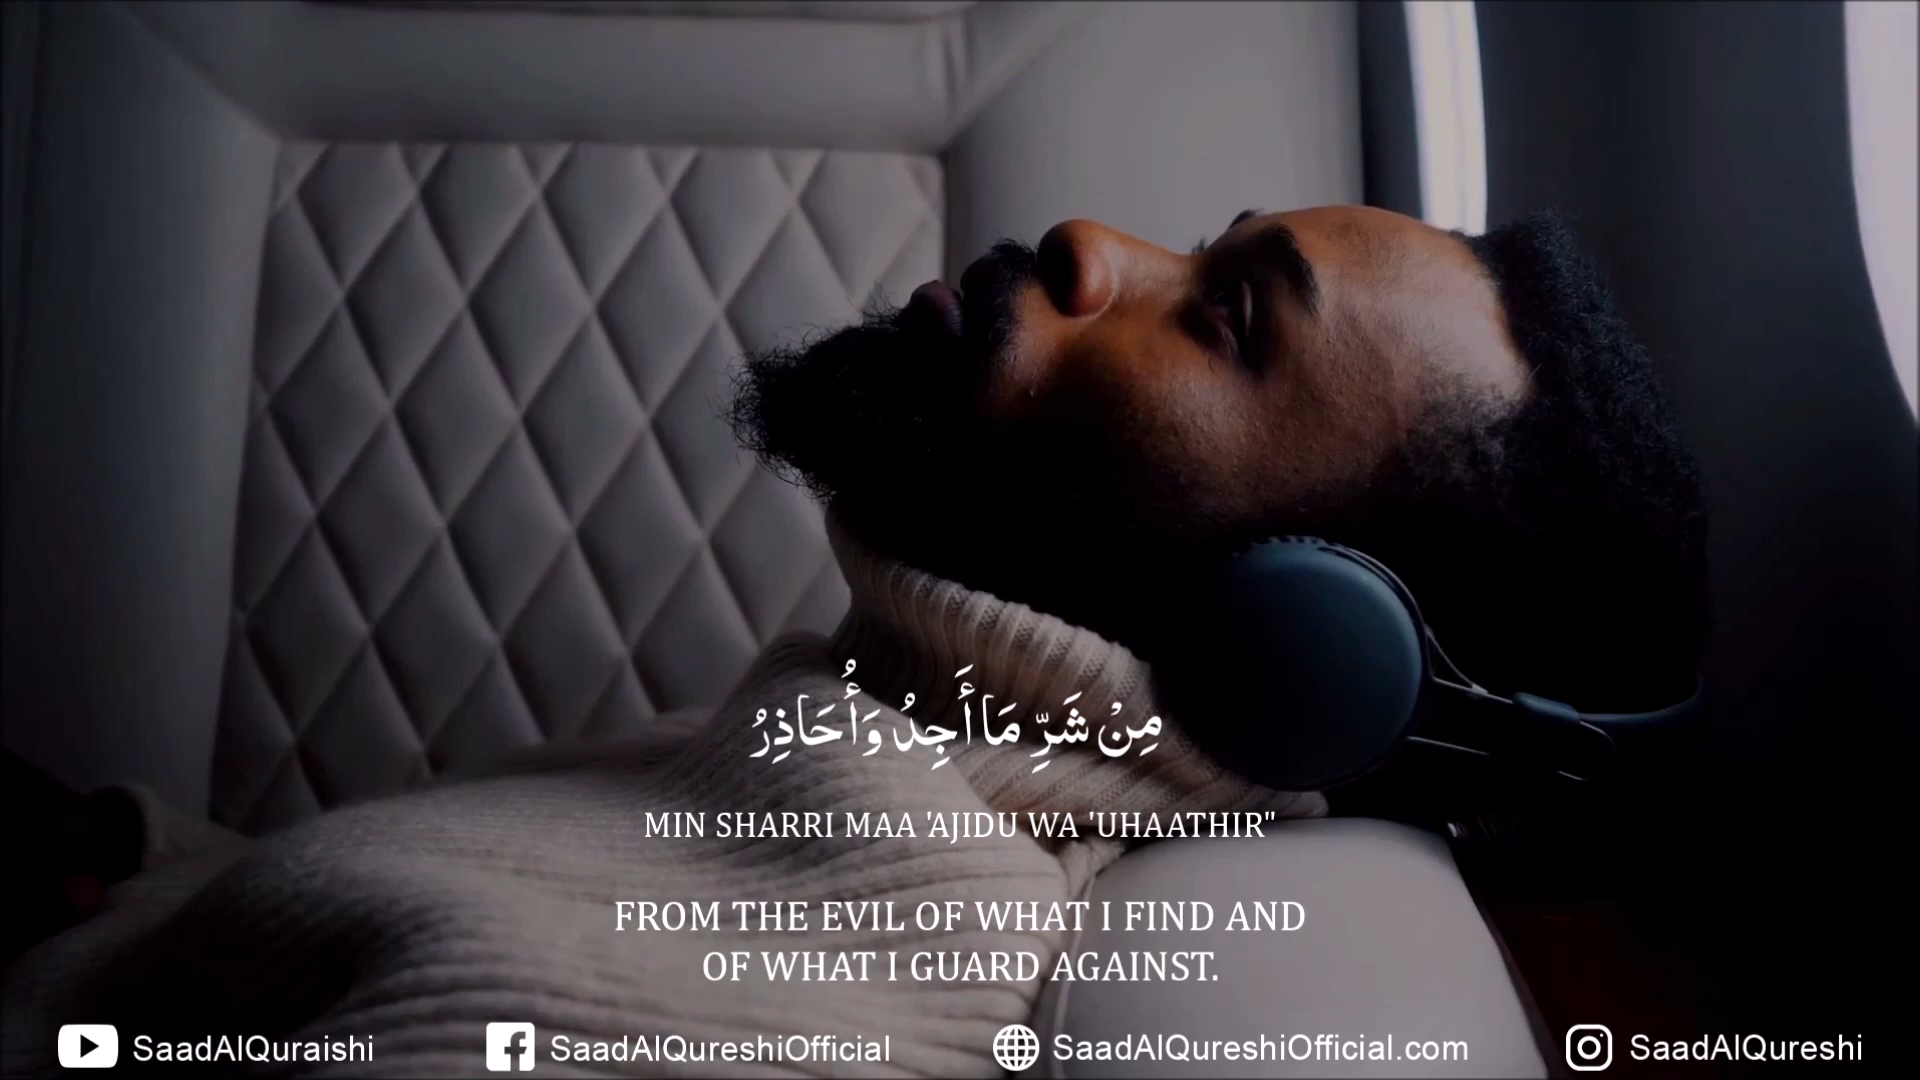 مِنْ شَرِّ مَا أَجِدُ وَأُحَاذِرُ
MIN SHARRI MAA 'AJIDU WA 'UHAATHIR"
FROM THE EVIL OF WHAT I FIND AND
OF WHAT I GUARD AGAINST.
SaadAlQuraishi SaadAlQureshiOfficial SaadAlQureshiOfficial.com SaadAlQureshi